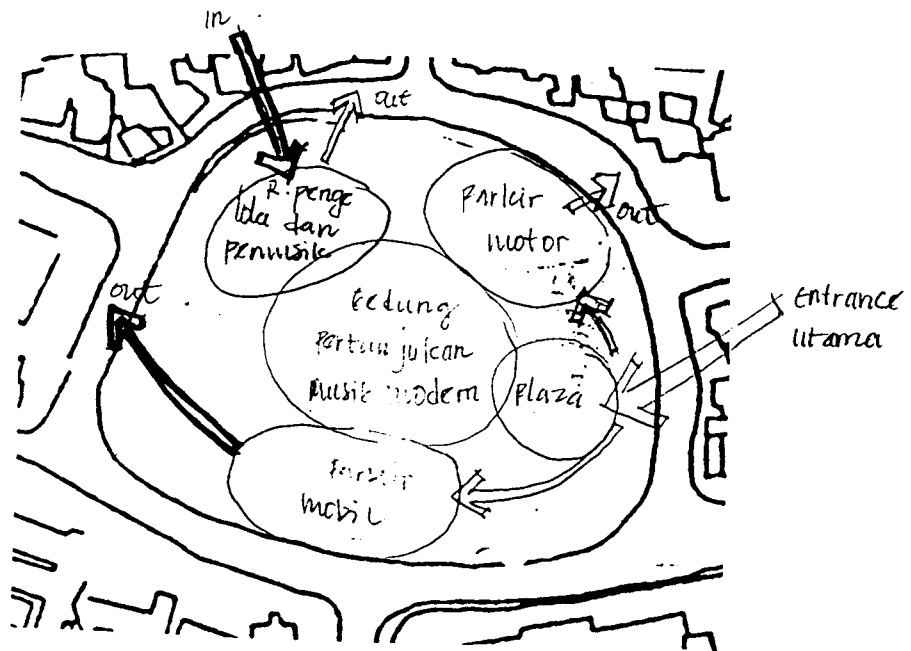 in
out
R. penge
lola dan
pemusik
Parkir
motor
out
out
Gedung
Pertunjukan
Musik modern
Plaza
Entrance
Utama
Parkir
mobil